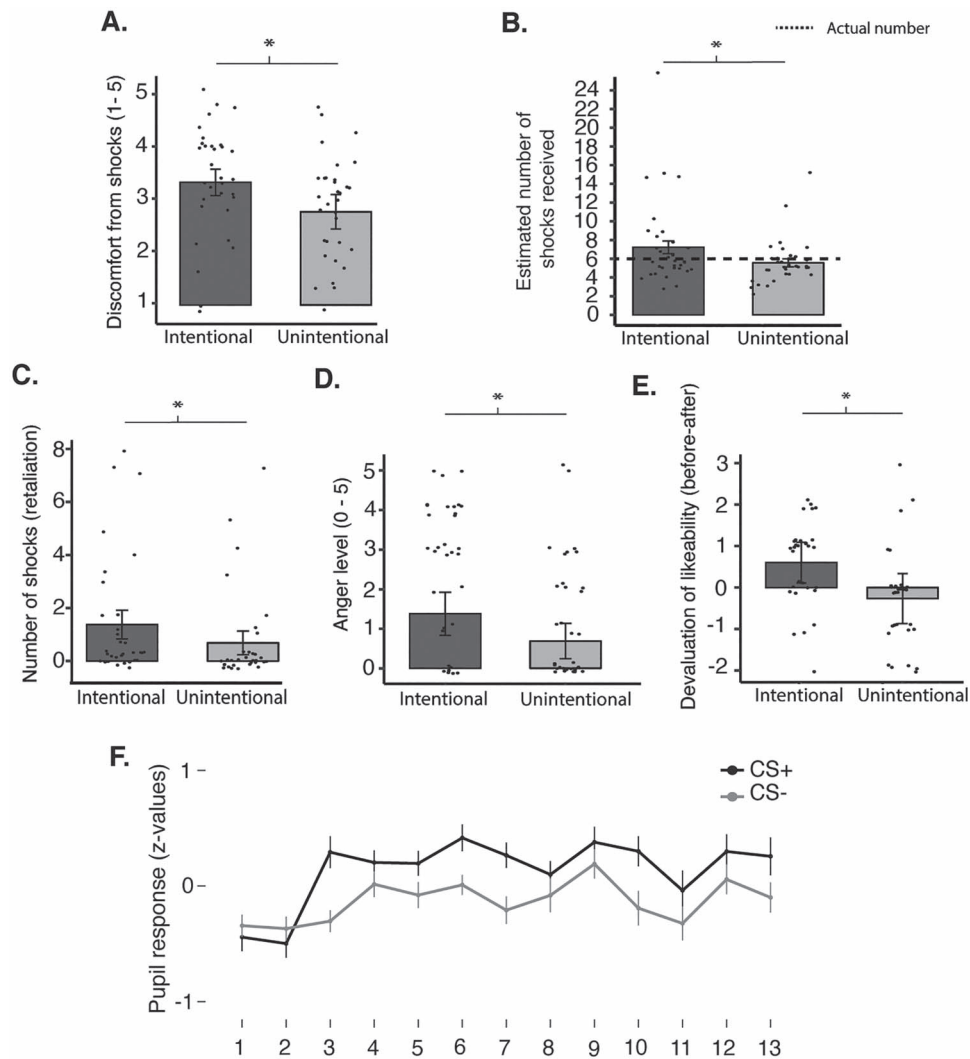 A.
Discomfort from shocks (1- 5)
5
4
3
2
1
*
Intentional
Unintentional
B.
Actual number
Estimated number of
shocks received
24
22
20
18
16
14
12
10
8
6
4
2
0
*
Intentional
Unintentional
C.
Number of shocks (retaliation)
8
6
4
2
0
*
Intentional
Unintentional
D.
Anger level (0 - 5)
5
4
3
2
1
0
*
Intentional
Unintentional
E.
Devaluation of likeability (before-after)
3
2
1
0
-1
-2
*
Intentional
Unintentional
F.
Pupil response (z-values)
1
0
-1
CS+
CS-
1 2 3 4 5 6 7 8 9 10 11 12 13